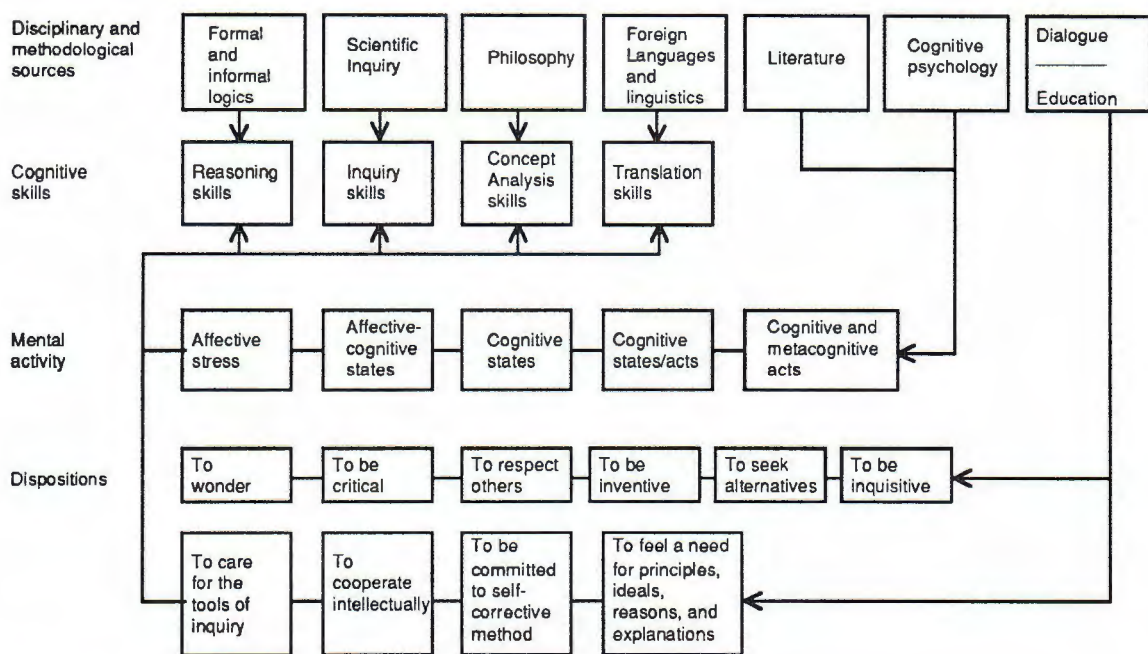 Disciplinary and
methodological
sources
Formal
and
informal
logics
Scientific
Inquiry
Philosophy
Foreign
Languages
and
linguistics
Literature
Cognitive
psychology
Dialogue
Education
Cognitive
skills
Reasoning
skills
Inquiry
skills
Concept
Analysis
skills
Translation
skills
Mental
activity
Affective
stress
Affective-
cognitive
states
Cognitive
states
Cognitive
states/acts
Cognitive and
metacognitive
acts
Dispositions
To
wonder
To be
critical
To respect
others
To be
inventive
To seek
alternatives
To be
inquisitive
To care
for the
tools of
inquiry
To
cooperate
intellectually
To be
committed
to self-
corrective
method
To feel a need
for principles,
ideals,
reasons, and
explanations